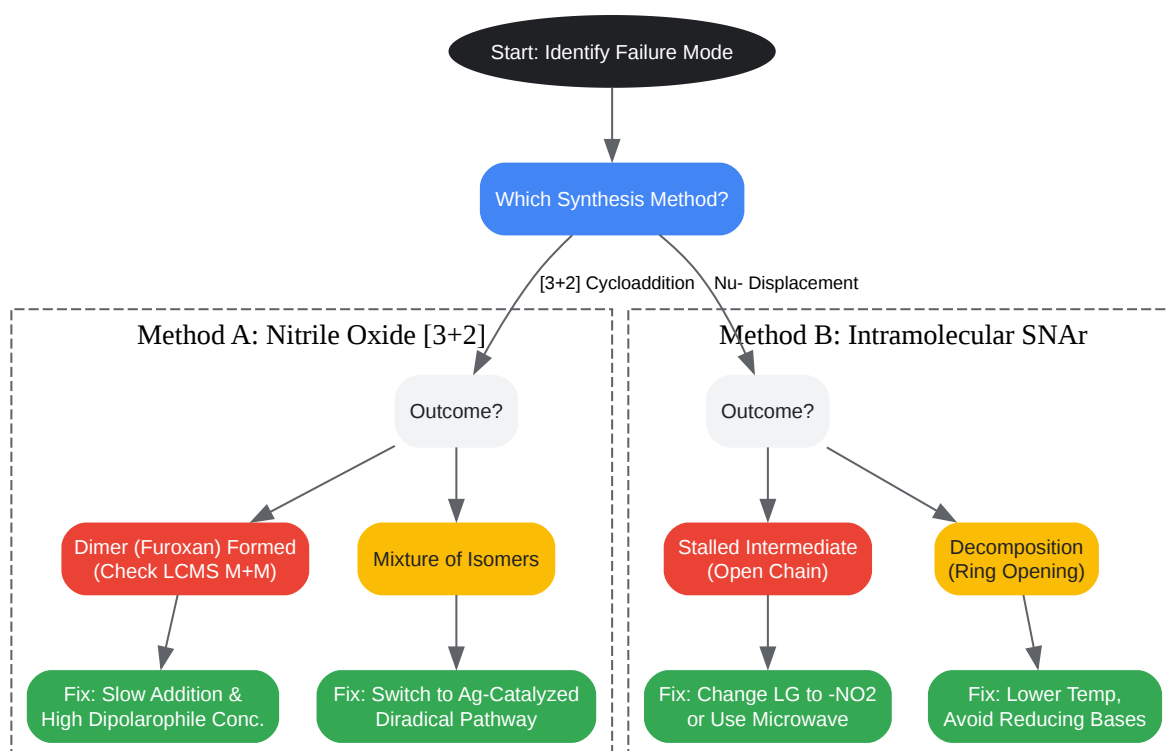 Start: Identify Failure Mode
Which Synthesis Method?
[3+2] Cycloaddition
Nu- Displacement
Method A: Nitrile Oxide [3+2]
Method B: Intramolecular SNAr
Outcome?
Outcome?
Dimer (Furoxan) Formed
(Check LCMS M+M)
Mixture of Isomers
Stalled Intermediate
(Open Chain)
Decomposition
(Ring Opening)
Fix: Slow Addition &
High Dipolarophile Conc.
Fix: Switch to Ag-Catalyzed
Diradical Pathway
Fix: Change LG to -NO2
or Use Microwave
Fix: Lower Temp,
Avoid Reducing Bases